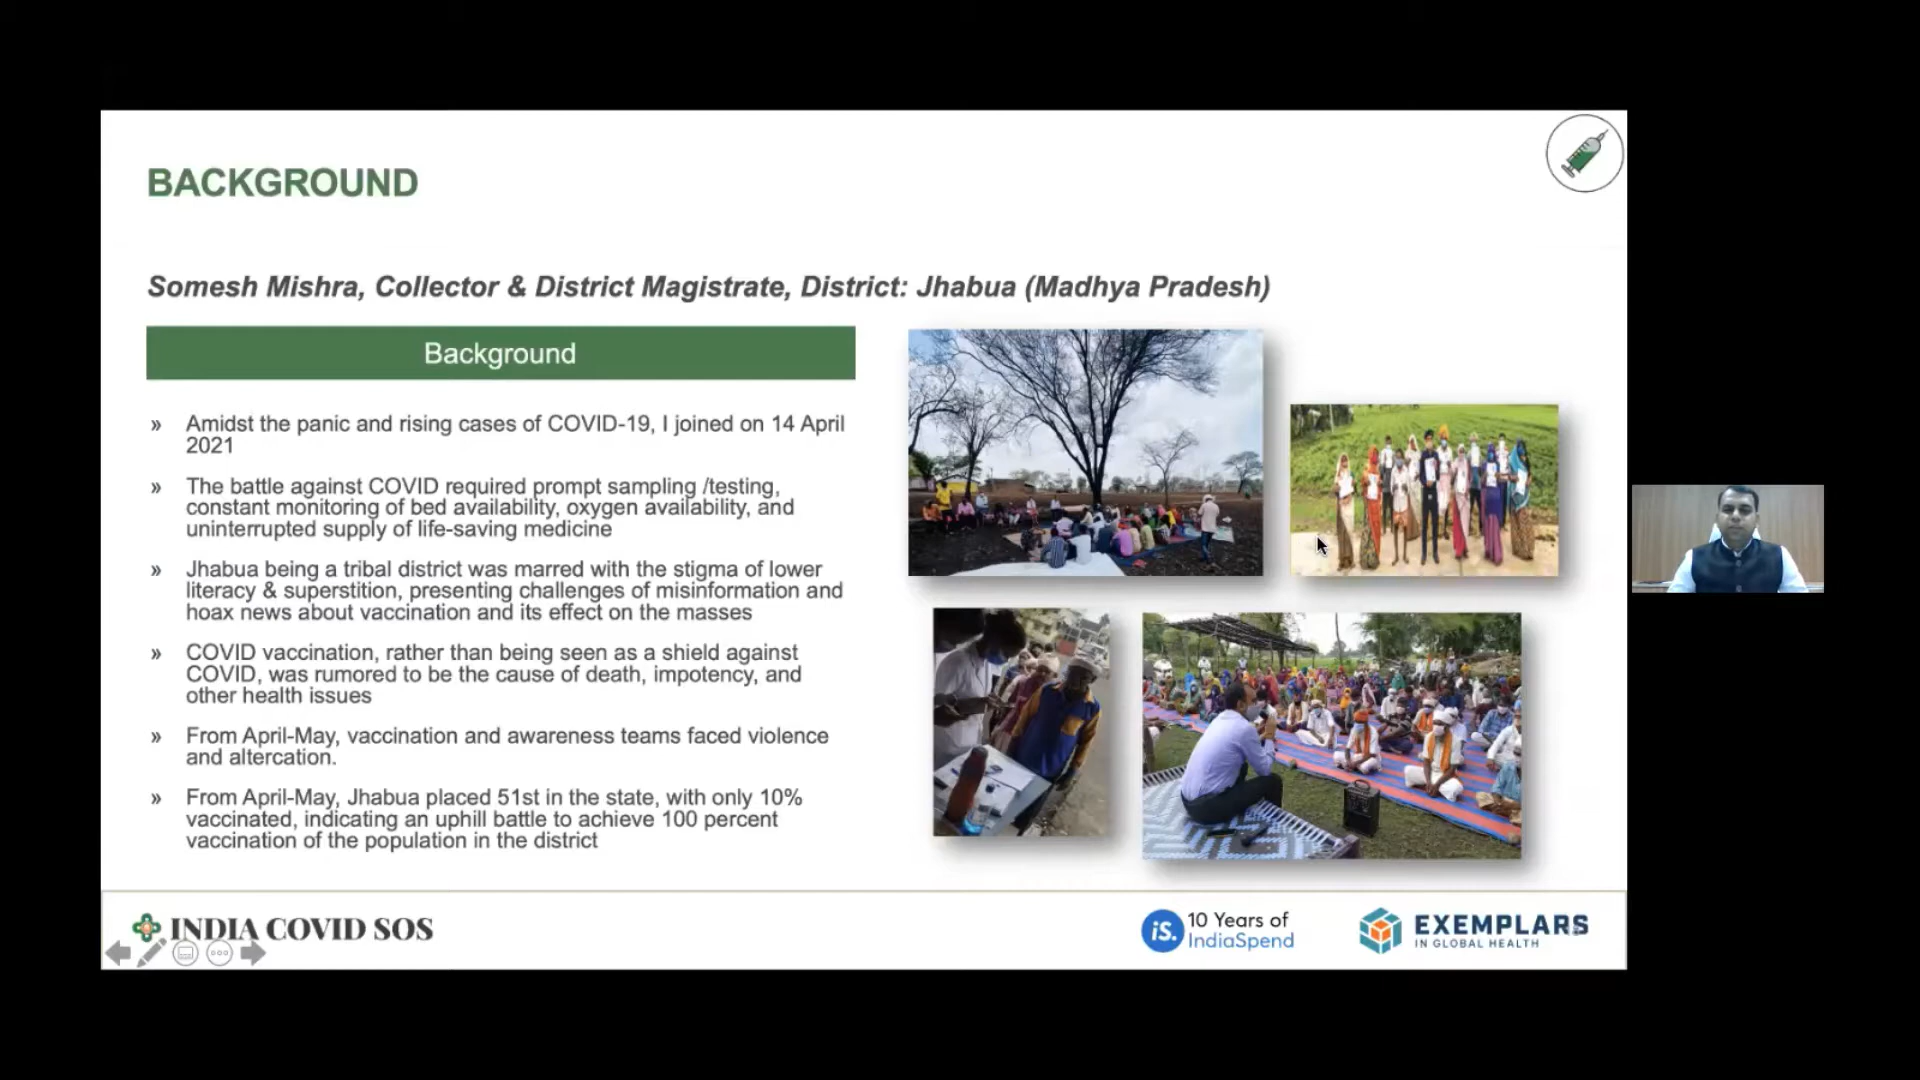 BACKGROUND
Somesh Mishra, Collector & District Magistrate, District: Jhabua (Madhya Pradesh)
Background
» Amidst the panic and rising cases of COVID-19, I joined on 14 April
2021
» The battle against COVID required prompt sampling /testing,
constant monitoring of bed availability, oxygen availability, and
uninterrupted supply of life-saving medicine
» Jhabua being a tribal district was marred with the stigma of lower
literacy & superstition, presenting challenges of misinformation and
hoax news about vaccination and its effect on the masses
» COVID vaccination, rather than being seen as a shield against
COVID, was rumored to be the cause of death, impotency, and
other health issues
» From April-May, vaccination and awareness teams faced violence
and altercation.
» From April-May, Jhabua placed 51st in the state, with only 10%
vaccinated, indicating an uphill battle to achieve 100 percent
vaccination of the population in the district
INDIA COVID SOS
iS.
10 Years of
IndiaSpend
EXEMPLARS
IN GLOBAL HEALTH